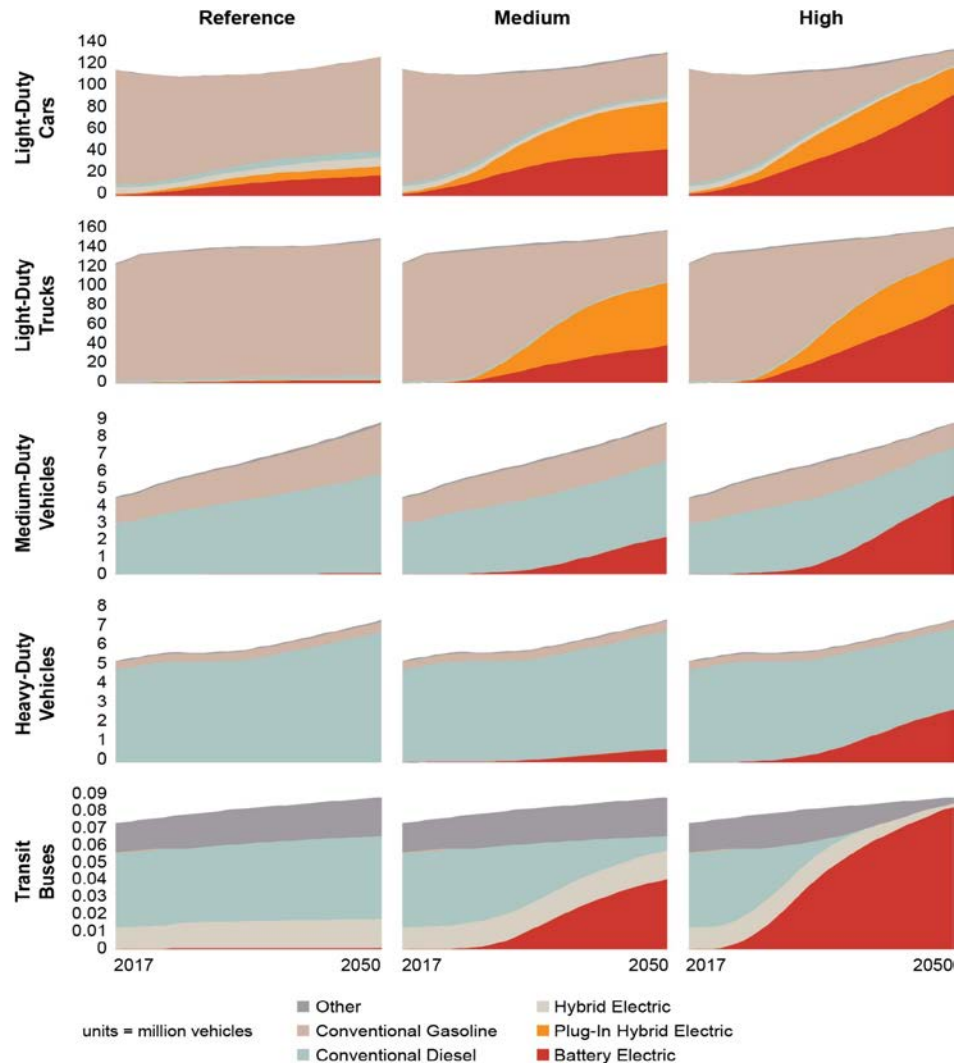 Reference Medium High
Light-Duty
Cars
140
120
100
80
60
40
20
0
Light-Duty
Trucks
160
140
120
100
80
60
40
20
0
Medium-Duty
Vehicles
9
8
7
6
5
4
3
2
1
0
Heavy-Duty
Vehicles
8
7
6
5
4
3
2
1
0
Transit
Buses
0.09
0.08
0.07
0.06
0.05
0.04
0.03
0.02
0.01
0
2017 2050 2017 2050 2017 2050
units = million vehicles
Other
Conventional Gasoline
Conventional Diesel
Hybrid Electric
Plug-In Hybrid Electric
Battery Electric